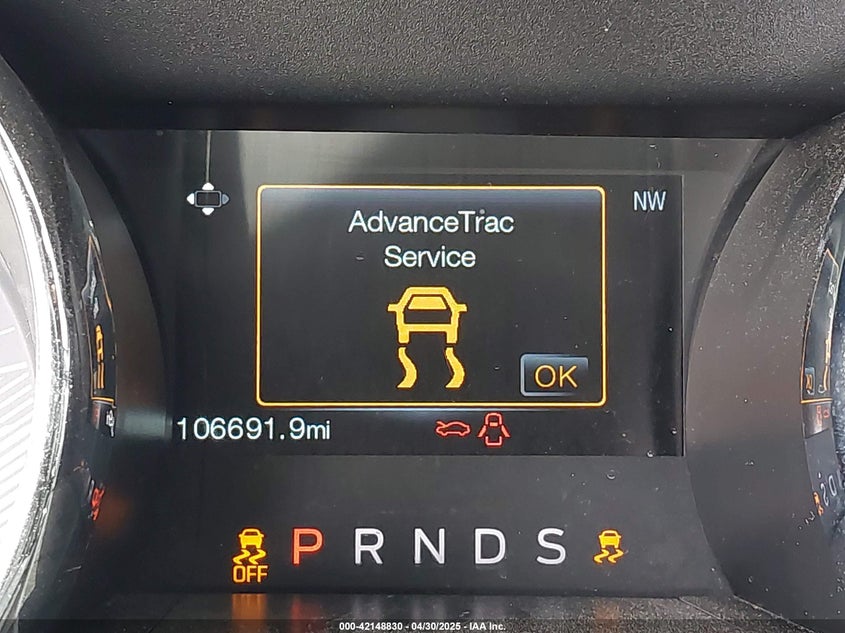 NW
AdvanceTrac
Service
OK
106691.9mi
OFF P R N D S
000-42148830 - 04/30/2025 - IAA Inc.